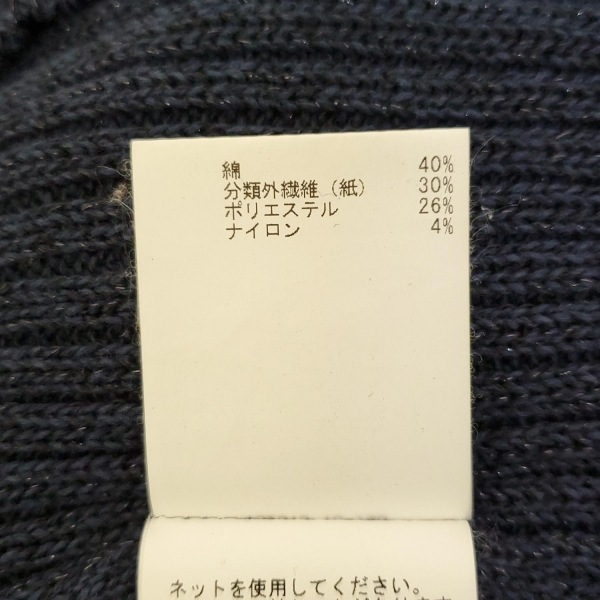 綿 40%
分類外繊維（紙） 30%
ポリエステル 26%
ナイロン 4%
ネットを使用してください。